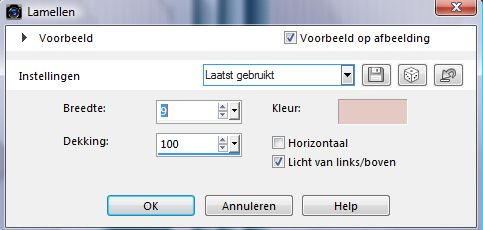 Lamellen
Voorbeeld
Voorbeeld op afbeelding
Instellingen
Laatst gebruikt
Breedte: 9 Kleur:
Dekking: 100 Horizontaal
Licht van links/boven
OK Annuleren Help